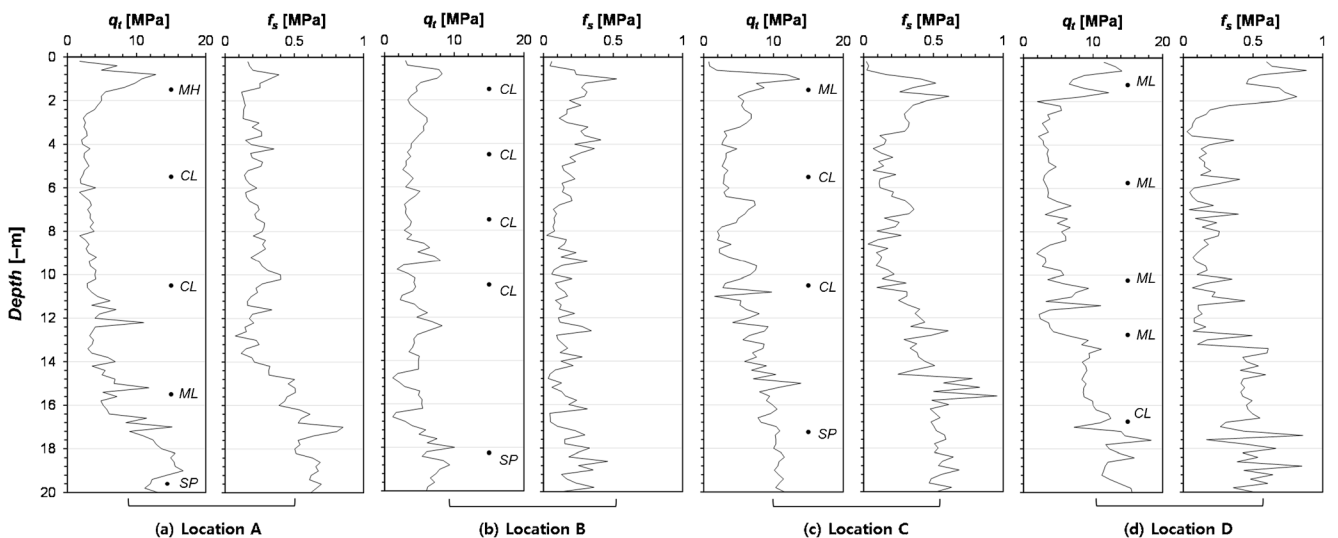 qt [MPa] fs [MPa] qt [MPa] fs [MPa] qt [MPa] fs [MPa] qt [MPa] fs [MPa]
0 10 20 0 0.5 1 0 10 20 0 0.5 1 0 10 20 0 0.5 1 0 10 20 0 0.5 1
Depth [–m]
0
2
4
6
8
10
12
14
16
18
20
MH
CL
CL
ML
SP
CL
CL
CL
CL
SP
ML
CL
CL
SP
ML
ML
ML
ML
CL
(a) Location A
(b) Location B
(c) Location C
(d) Location D